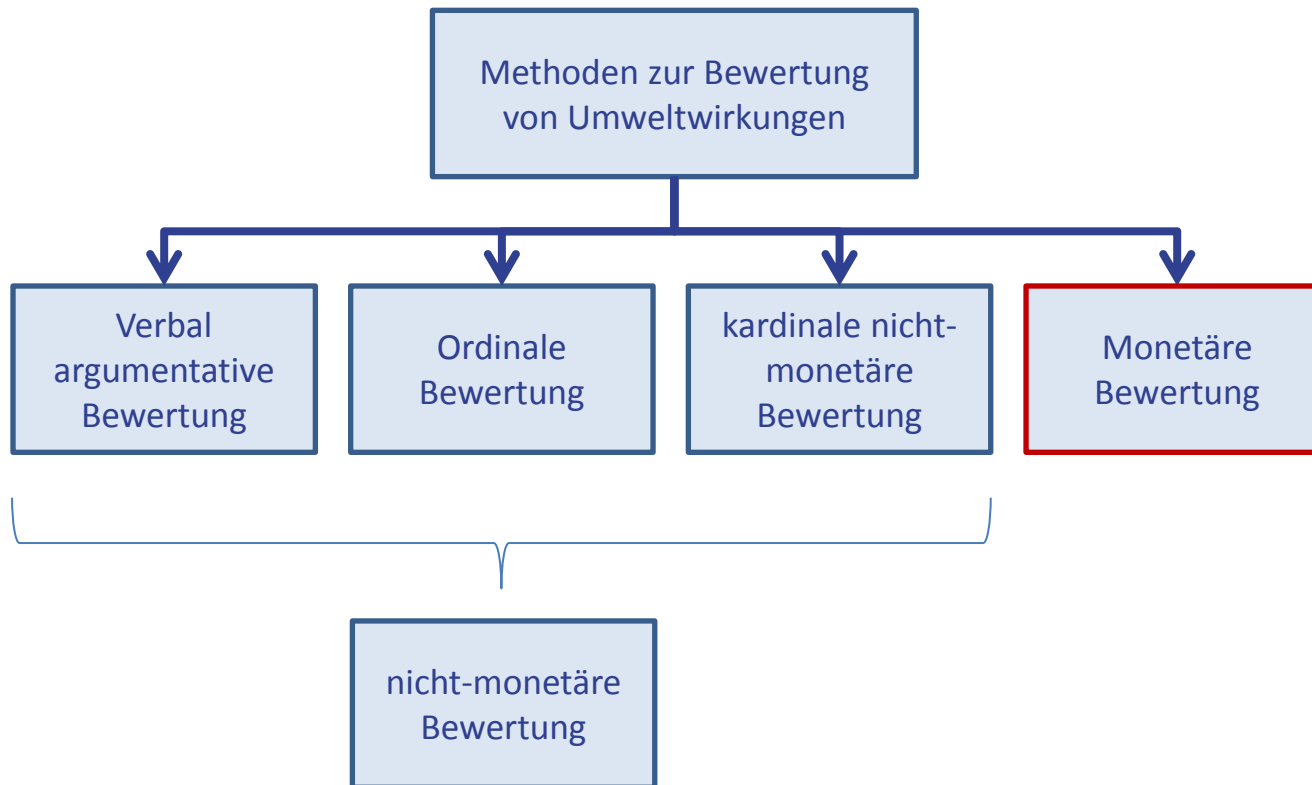 Methoden zur Bewertung
von Umweltwirkungen
Verbal
argumentative
Bewertung
Ordinale
Bewertung
kardinale nicht-
monetäre
Bewertung
Monetäre
Bewertung
nicht-monetäre
Bewertung